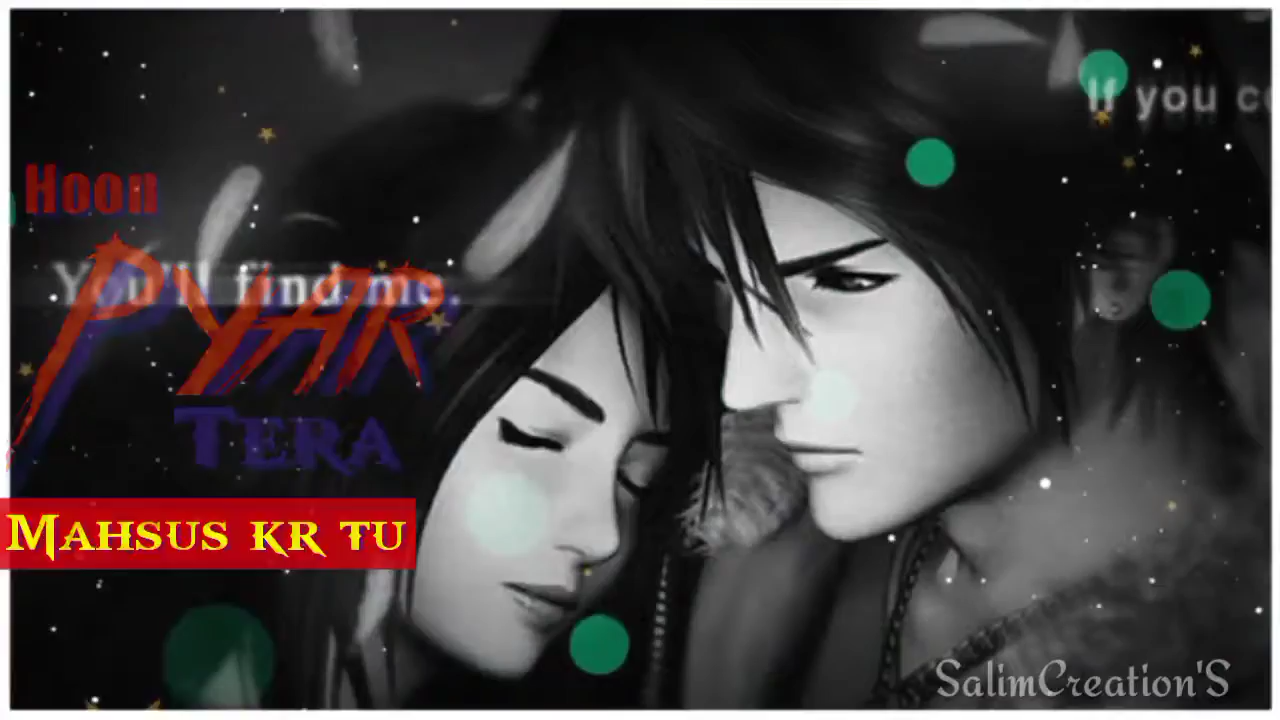 If you
Hoon
You'll find me.
PYAR
TERA
MAHSUS KR TU
SalimCreation'S